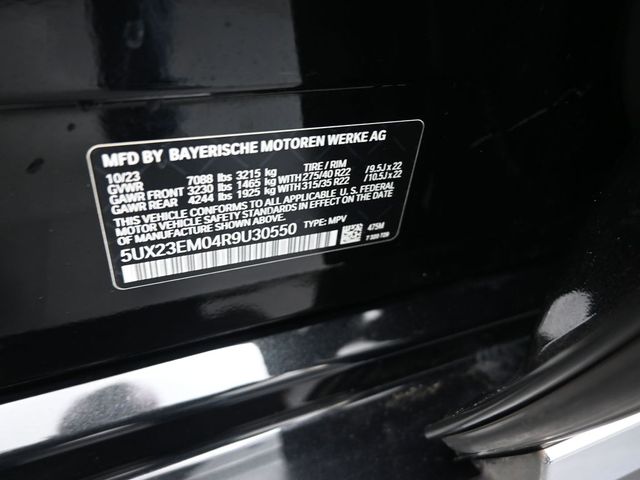 MFD BY BAYERISCHE MOTOREN WERKE AG
10/23 TIRE / RIM
GVWR 7088 lbs 3215 kg
GAWR FRONT 3230 lbs 1465 kg WITH 275/40 R22 /9.5J x 22
GAWR REAR 4244 lbs 1925 kg WITH 315/35 R22 /10.5J x 22
THIS VEHICLE CONFORMS TO ALL APPLICABLE U.S. FEDERAL
MOTOR VEHICLE SAFETY STANDARDS IN EFFECT ON THE DATE
OF MANUFACTURE SHOWN ABOVE.
5UX23EM04R9U30550 TYPE: MPV
475M